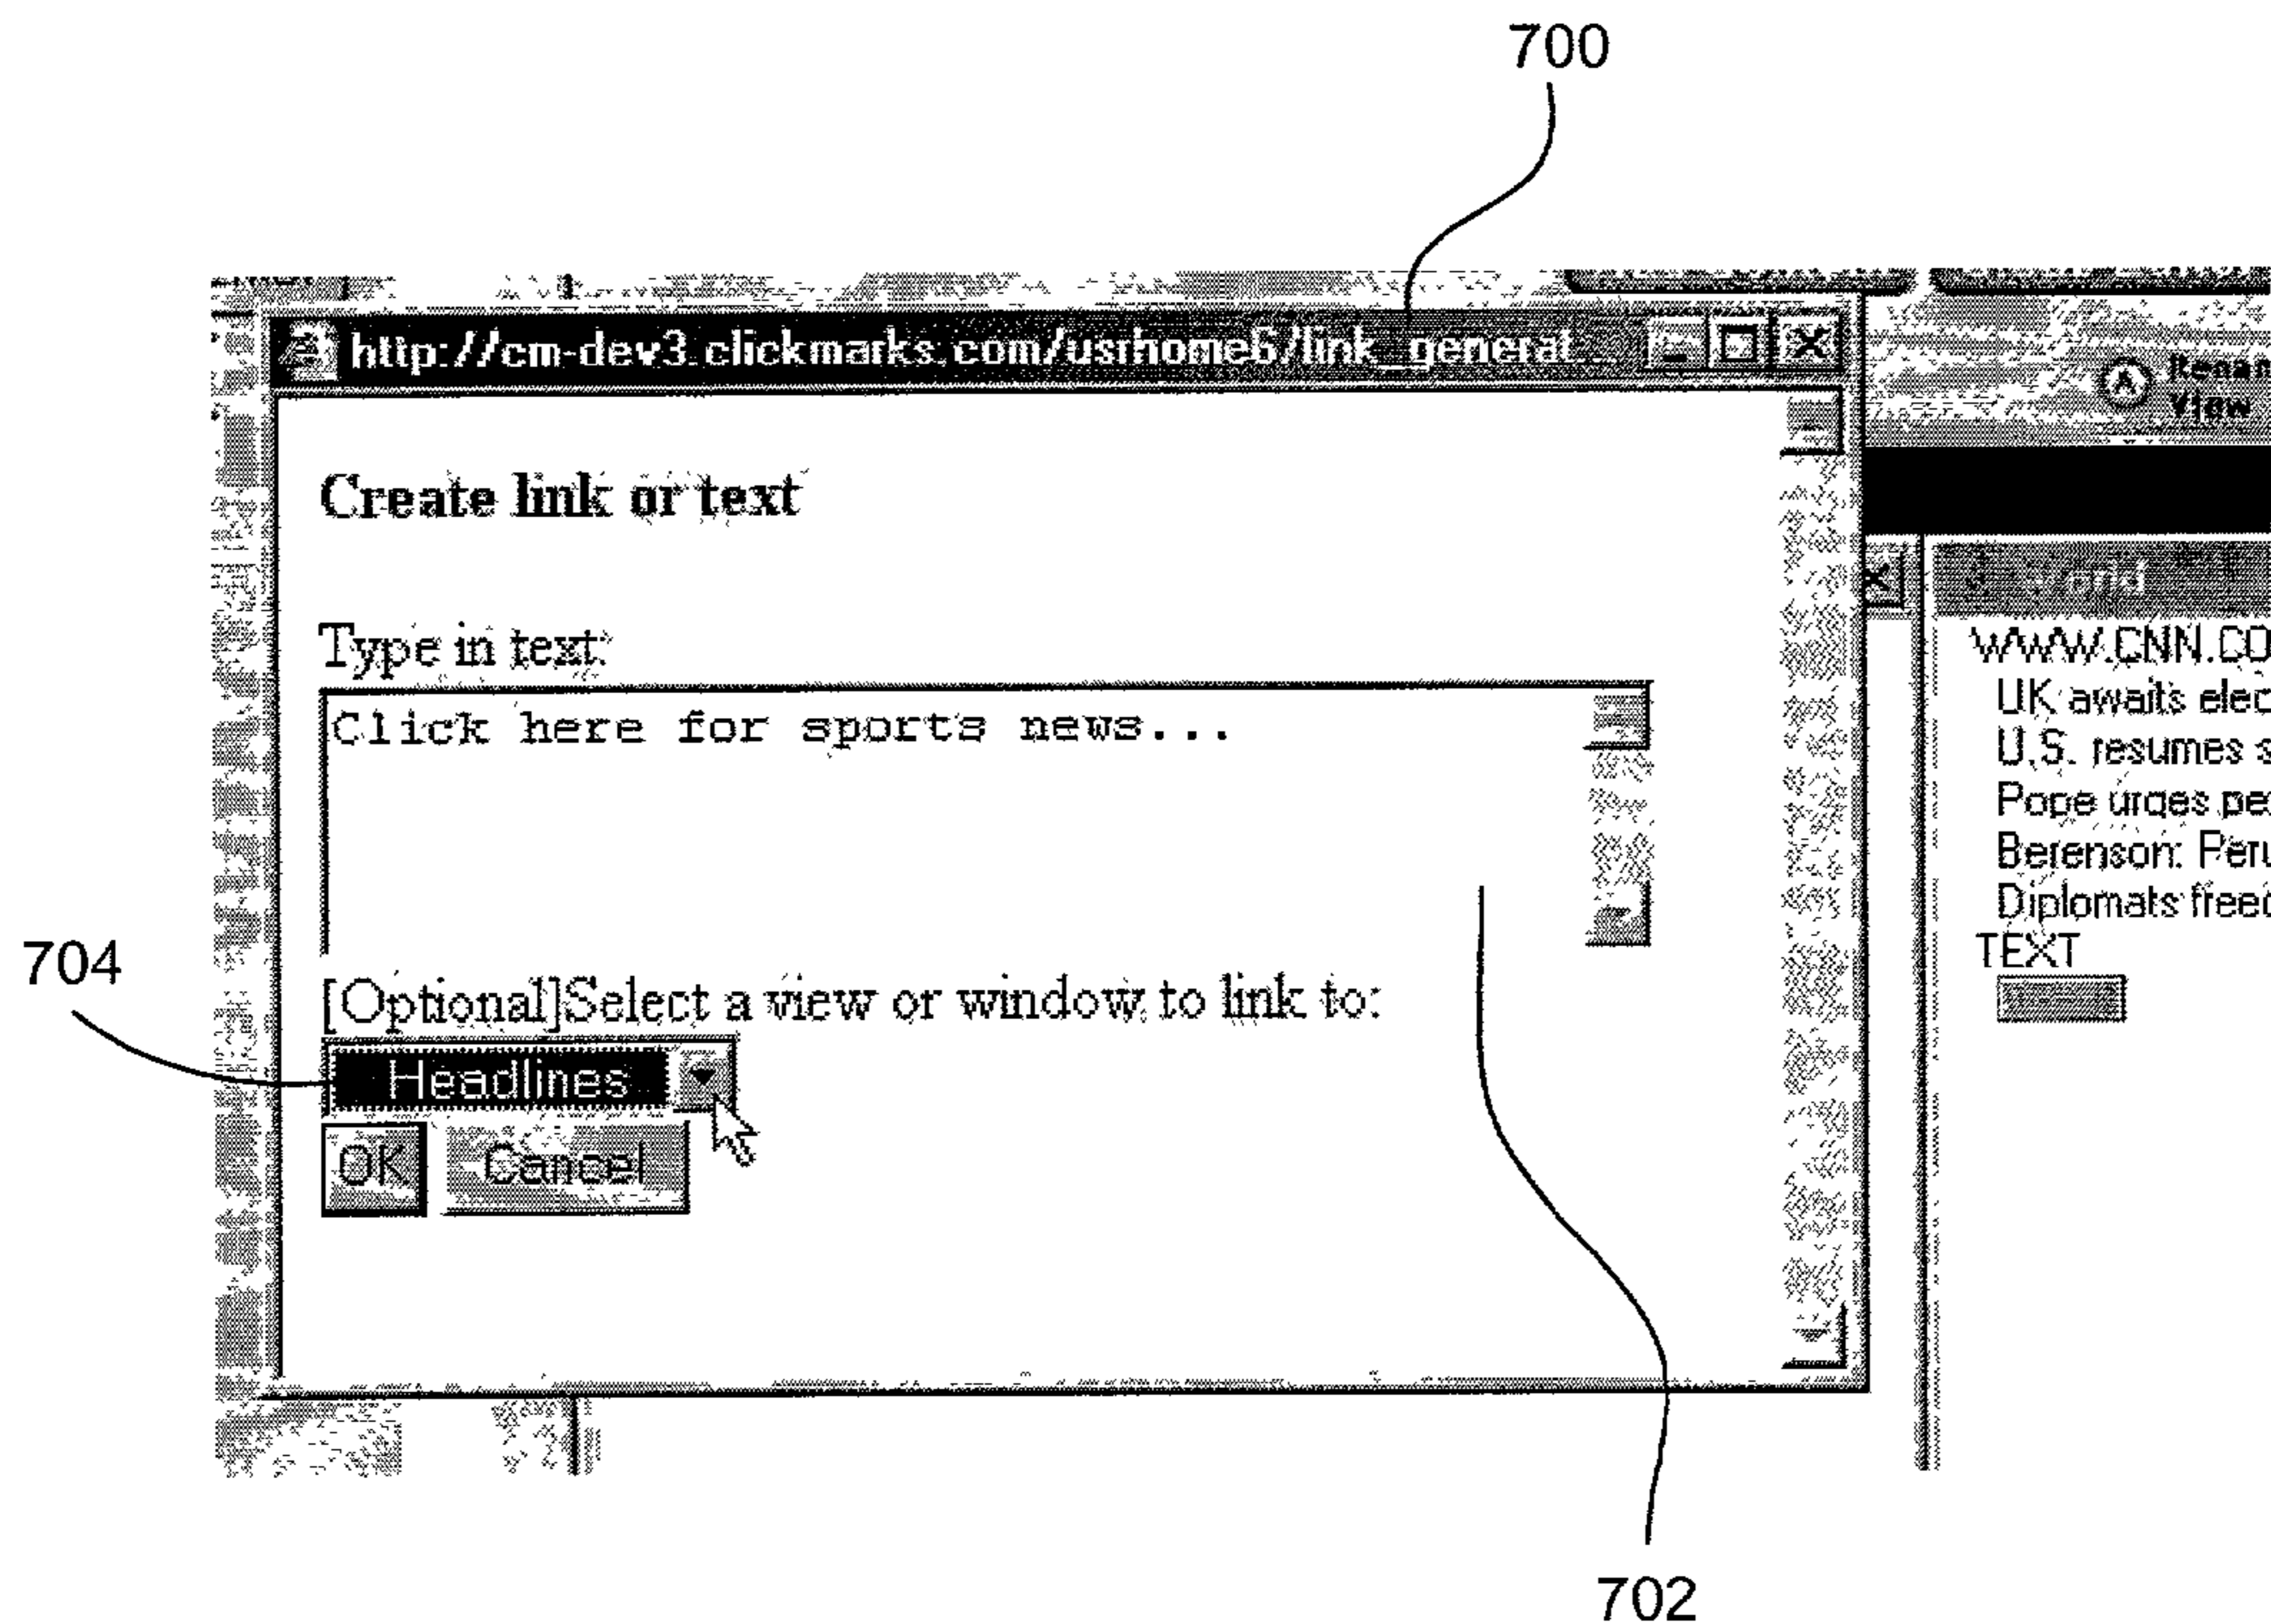 700
http://cm-dev3.clickmarks.com/usrhome6/link_generat...
Create link or text
Type in text:
Click here for sports news...
[Optional]Select a view or window to link to:
Headlines
OK Cancel
704
702
A
View
WWW.CNN.CO
UK awaits elec
U.S. resumes s
Pope urges pea
Berenson: Peru
Diplomats freed
TEXT